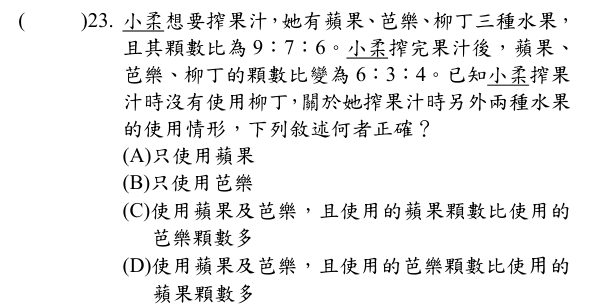 (　　)23. 小柔想要榨果汁，她有蘋果、芭樂、柳丁三種水果，
且其顆數比為 9：7：6。小柔榨完果汁後，蘋果、
芭樂、柳丁的顆數比變為 6：3：4。已知小柔榨果
汁時沒有使用柳丁，關於她榨果汁時另外兩種水果
的使用情形，下列敘述何者正確？
(A)只使用蘋果
(B)只使用芭樂
(C)使用蘋果及芭樂，且使用的蘋果顆數比使用的
芭樂顆數多
(D)使用蘋果及芭樂，且使用的芭樂顆數比使用的
蘋果顆數多